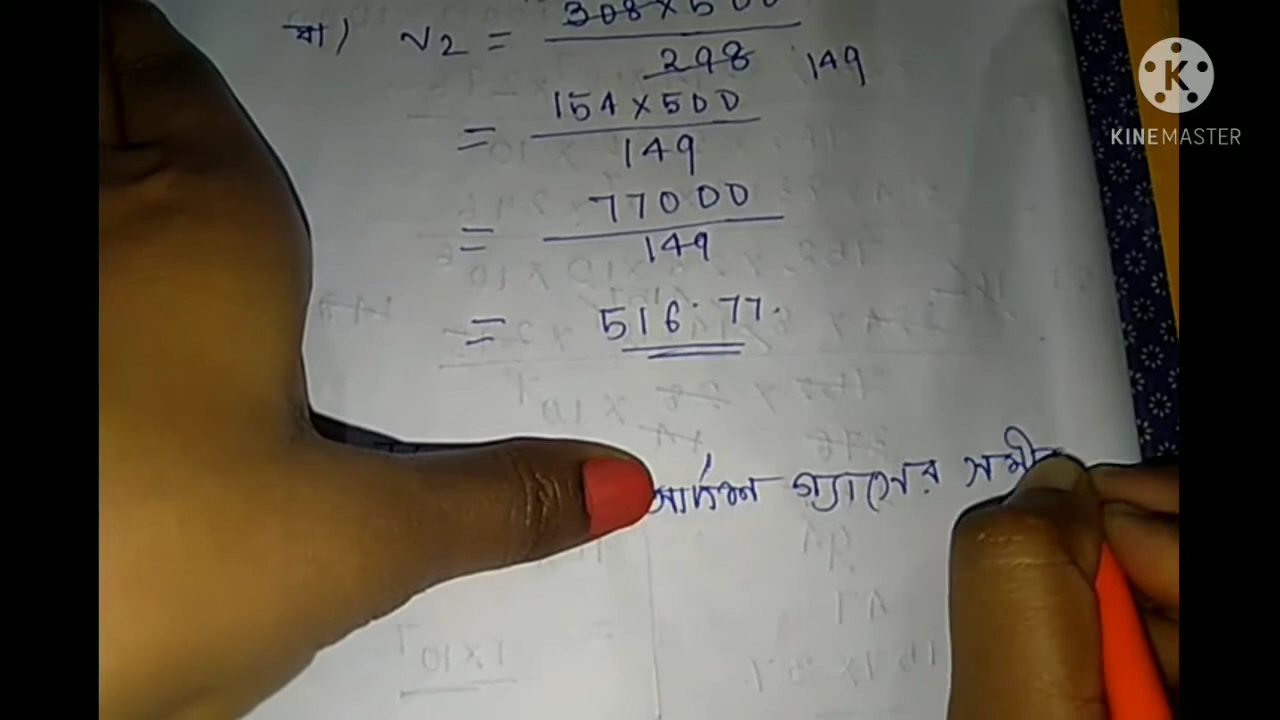 বা) V2 = 308×500
298 149
= 154×500
149
= 77000
149
= 516.77.
আদর্শ গ্যাসের সমী
KINEMASTER